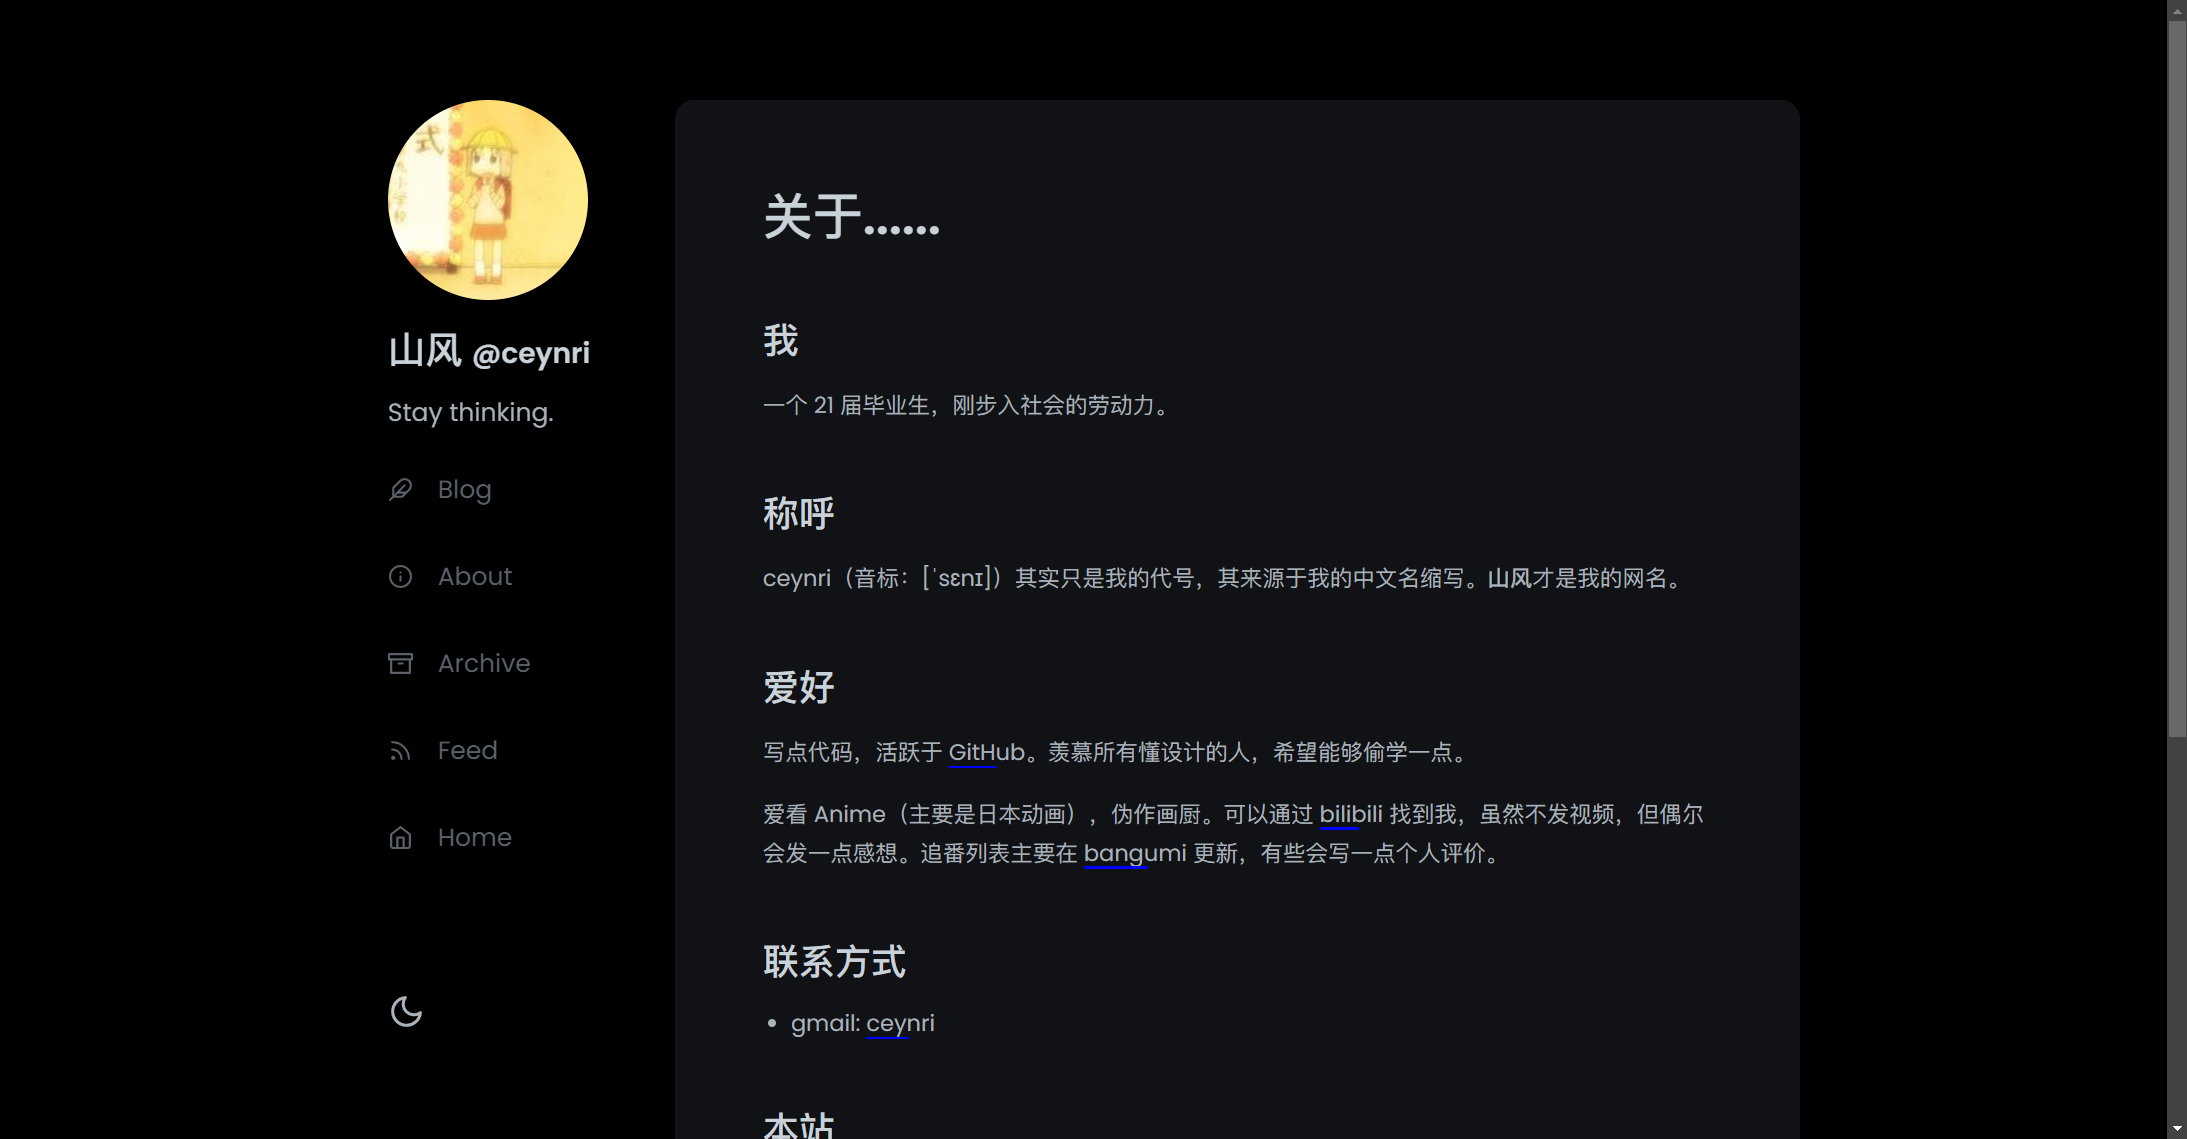 式
山风 @ceynri
Stay thinking.
Blog
About
Archive
Feed
Home
关于……
我
一个 21 届毕业生，刚步入社会的劳动力。
称呼
ceynri（音标：[ˈsɛnɪ]）其实只是我的代号，其来源于我的中文名缩写。山风才是我的网名。
爱好
写点代码，活跃于 GitHub。羡慕所有懂设计的人，希望能够偷学一点。
爱看 Anime（主要是日本动画），伪作画厨。可以通过 bilibili 找到我，虽然不发视频，但偶尔
会发一点感想。追番列表主要在 bangumi 更新，有些会写一点个人评价。
联系方式
• gmail: ceynri
本站